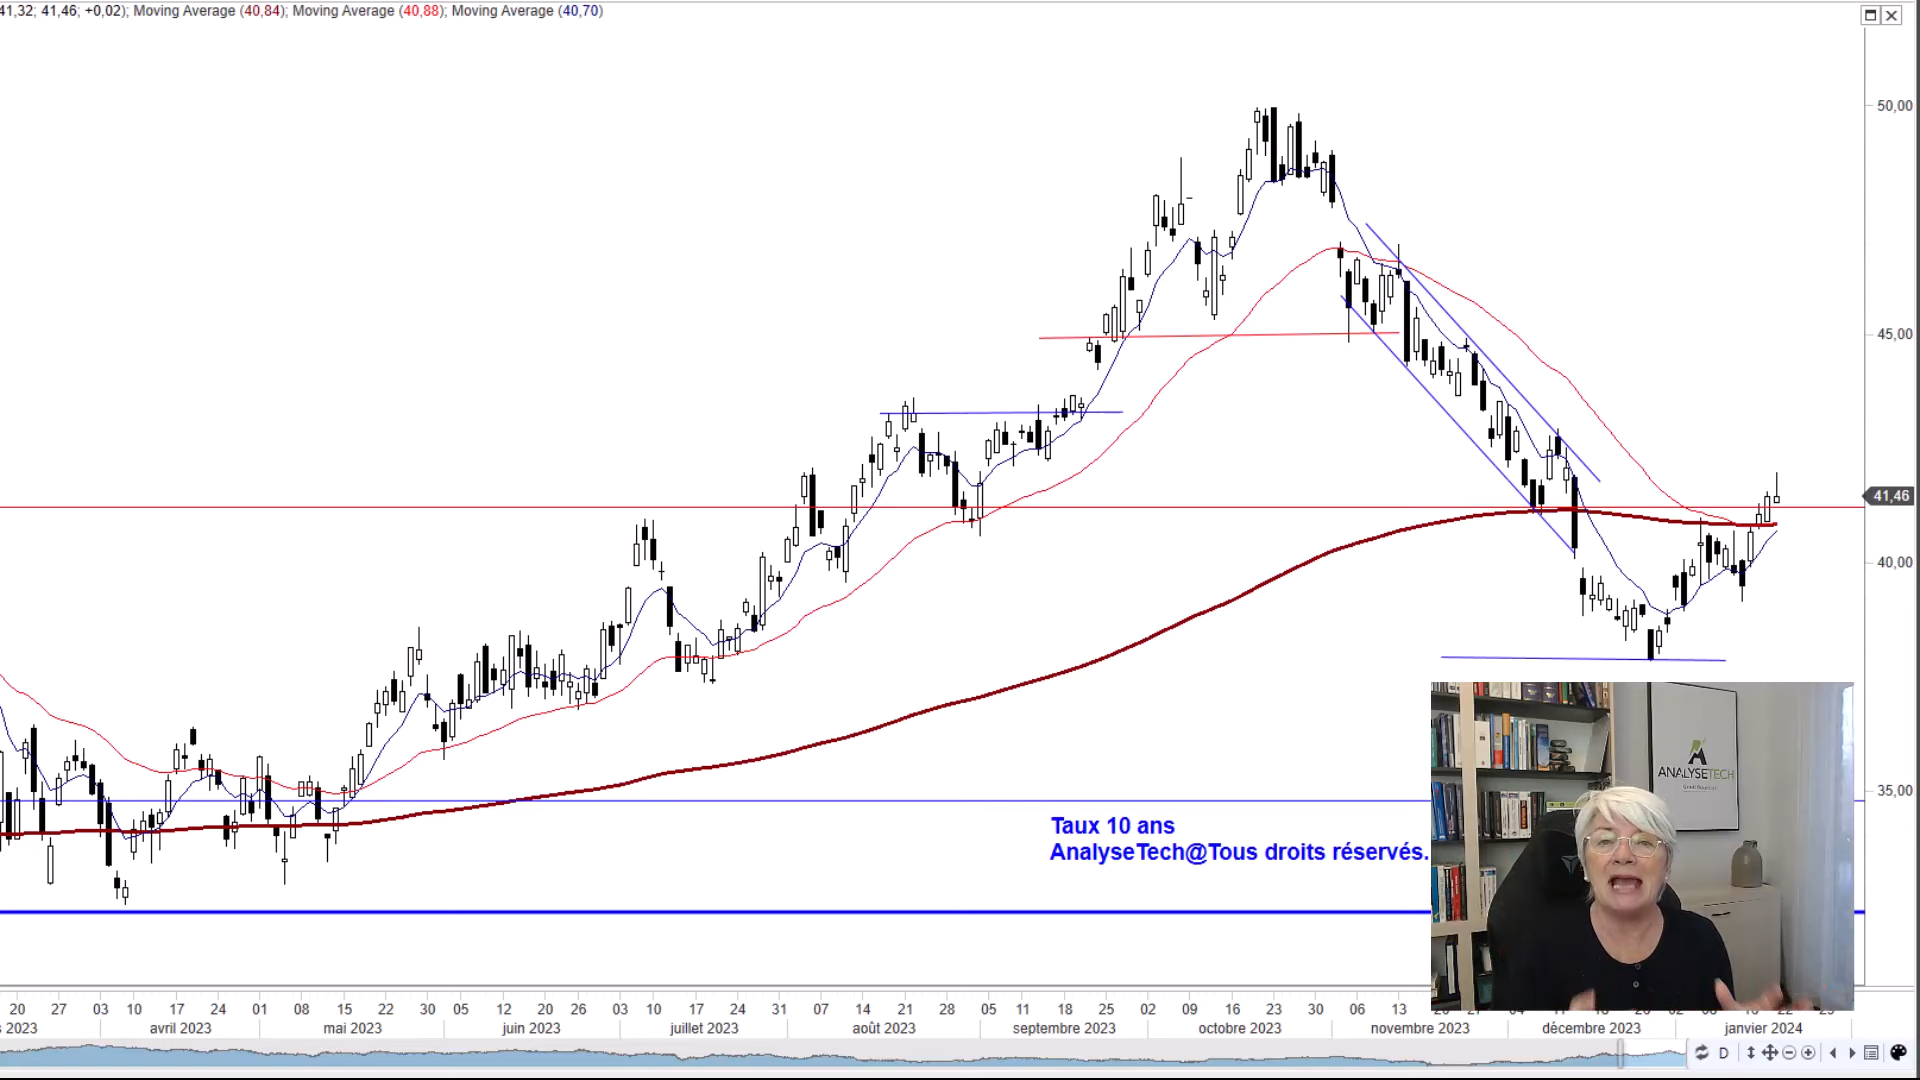 41,32; 41,46; +0,02); Moving Average (40,84); Moving Average (40,88); Moving Average (40,70)
50,00
45,00
41,46
40,00
35,00
ANALYSETECH
Taux 10 ans
AnalyseTech@Tous droits réservés.
20 27 03 10 17 24 01 08 15 22 30 05 12 20 26 03 10 17 24 31 07 14 21 28 05 11 18 25 02 09 16 23 30 06 13
2023 avril 2023 mai 2023 juin 2023 juillet 2023 août 2023 septembre 2023 octobre 2023 novembre 2023 décembre 2023 janvier 2024
D